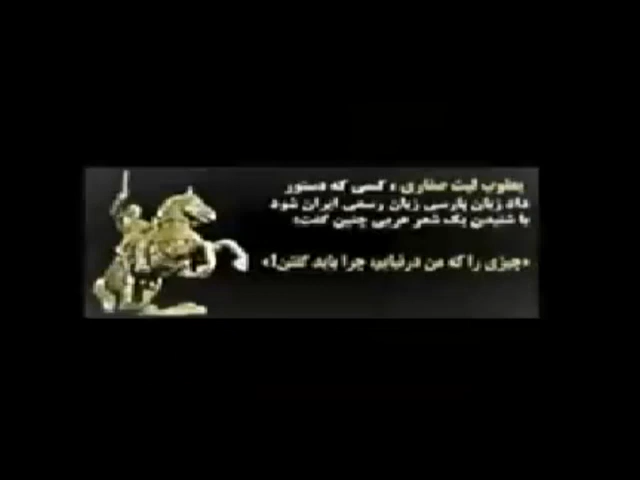 یعقوب لیث صفاری ، کسی که دستور
داد زبان پارسی زبان رسمی ایران شود
با شنیدن یک شعر عربی چنین گفت:
«چیزی را که من درنیابم، چرا باید گفتن!»